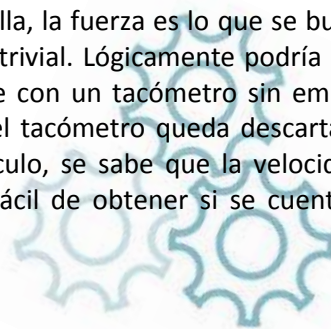 lla, la fuerza es lo que se bu
trivial. Lógicamente podría
e con un tacómetro sin em
el tacómetro queda descarta
culo, se sabe que la velocid
ácil de obtener si se cuent